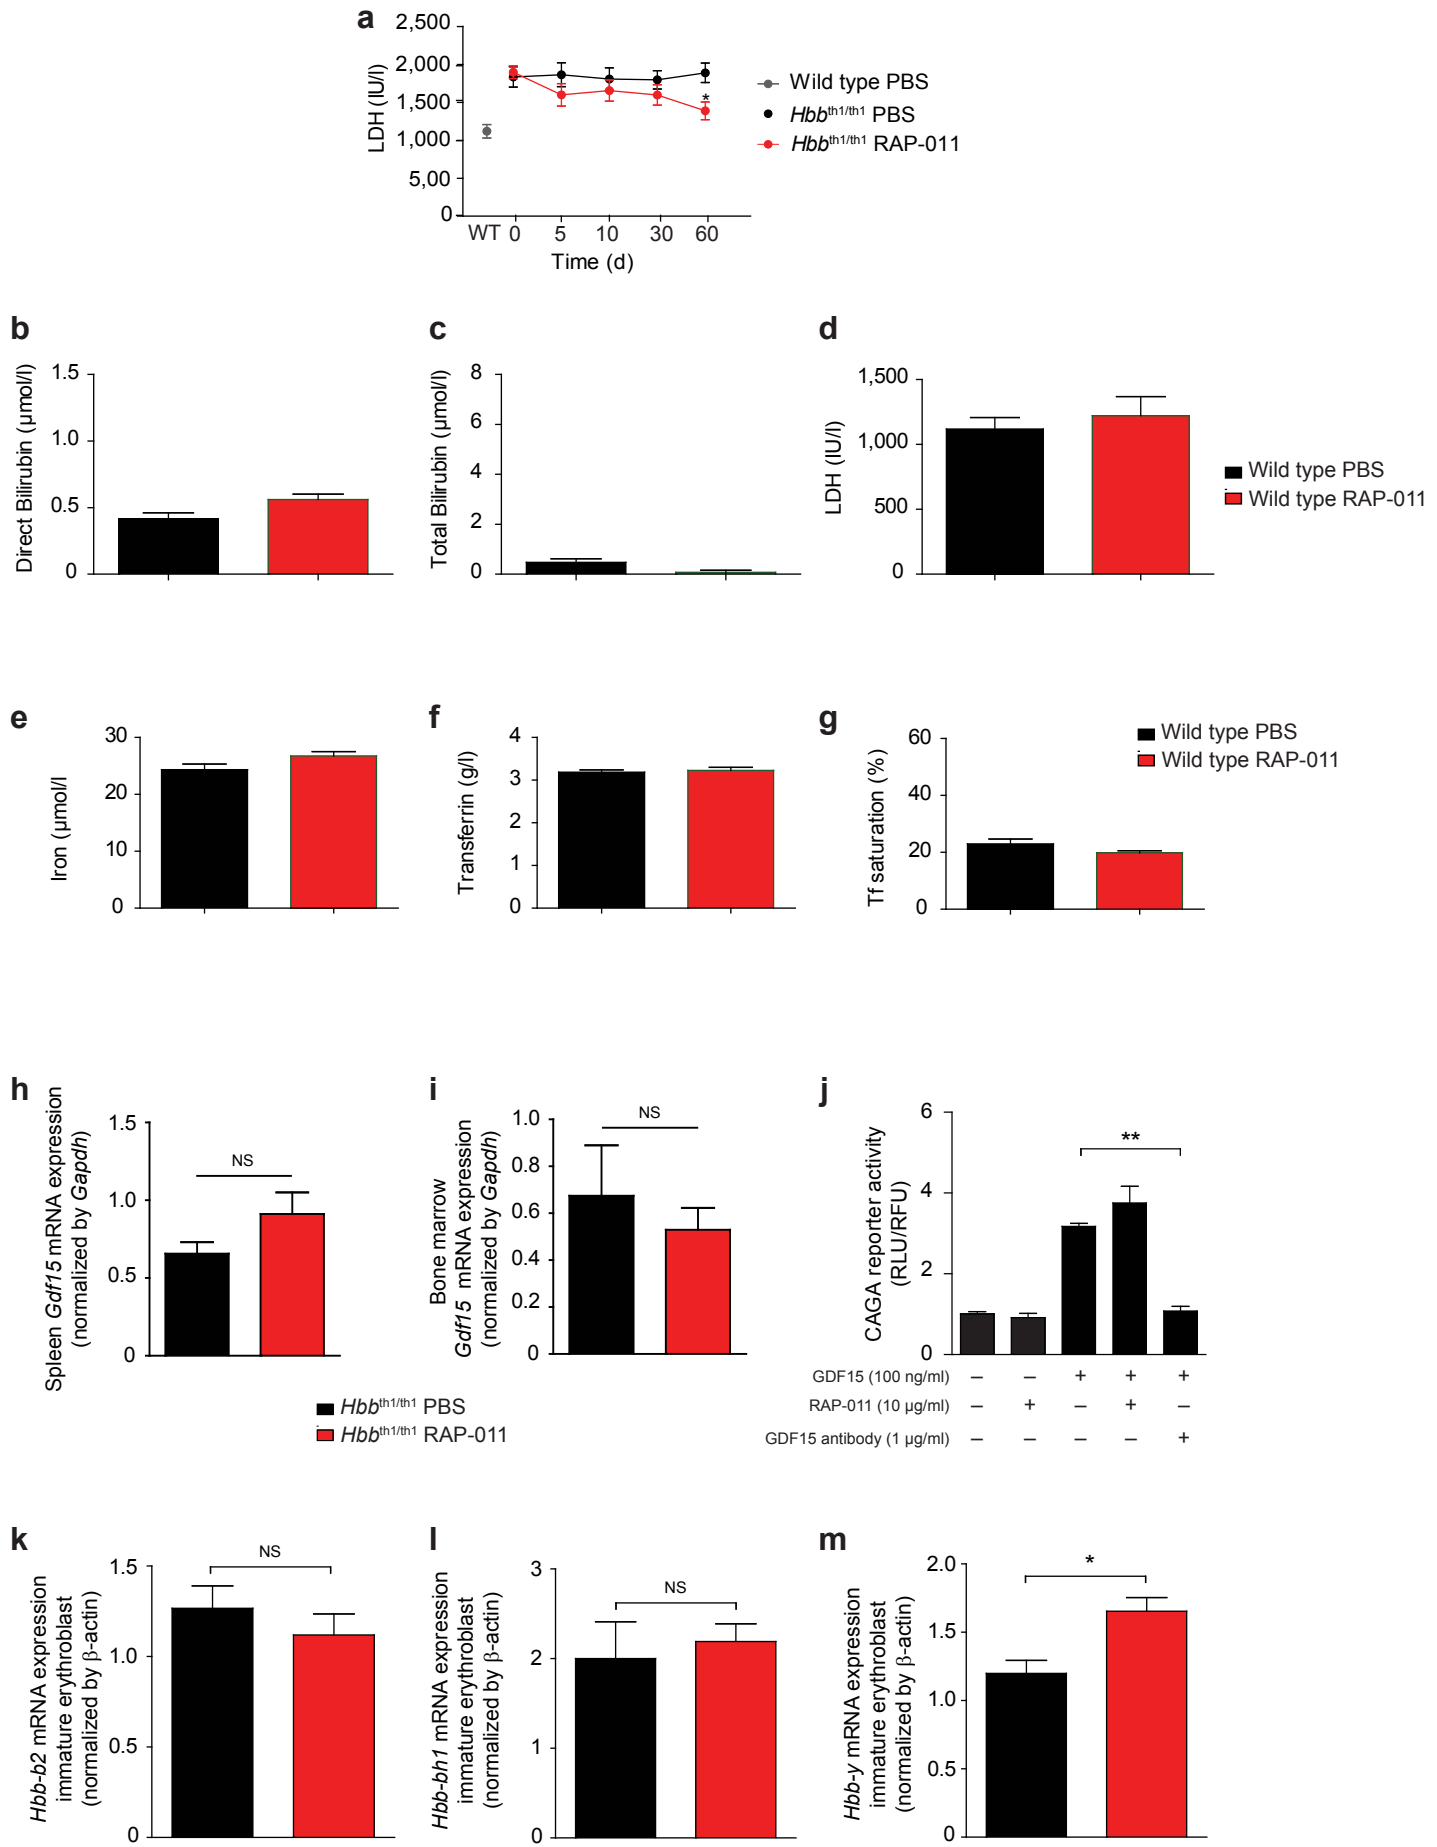 a
2,500
2,000
1,500
1,000
5,00
0
LDH (IU/l)
WT 0 5 10 30 60
Time (d)
*
Wild type PBS
Hbbth1/th1 PBS
Hbbth1/th1 RAP-011
b
1.5
1.0
0.5
0
Direct Bilirubin (µmol/l)
c
8
6
4
2
0
Total Bilirubin (µmol/l)
d
1,500
1,000
500
0
LDH (IU/l)
Wild type PBS
Wild type RAP-011
e
30
20
10
0
Iron (µmol/l
f
4
3
2
1
0
Transferrin (g/l)
g
60
40
20
0
Tf saturation (%)
Wild type PBS
Wild type RAP-011
h
1.5
1.0
0.5
0
Spleen Gdf15 mRNA expression
(normalized by Gapdh)
NS
i
1.0
0.8
0.6
0.4
0.2
0
Bone marrow
Gdf15 mRNA expression
(normalized by Gapdh)
NS
Hbbth1/th1 PBS
Hbbth1/th1 RAP-011
j
6
4
2
0
CAGA reporter activity
(RLU/RFU)
**
GDF15 (100 ng/ml) – – + + +
RAP-011 (10 µg/ml) – + – + –
GDF15 antibody (1 µg/ml) – – – – +
k
1.5
1.0
0.5
0
Hbb-b2 mRNA expression
immature erythroblast
(normalized by β-actin)
NS
l
3
2
1
0
Hbb-bh1 mRNA expression
immature erythroblast
(normalized by β-actin)
NS
m
2.0
1.5
1.0
0.5
0
Hbb-y mRNA expression
immature erythroblast
(normalized by β-actin)
*